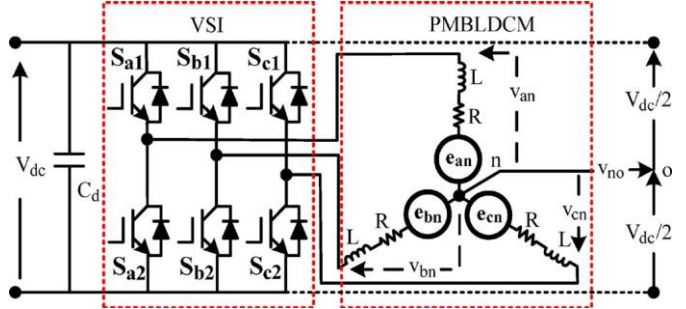 VSI
PMBLDCM
Sa1
Sb1
Sc1
L
R
van
Vdc/2
ean
n
vno
o
Vdc
Cd
ebn
ecn
R
R
L
L
vcn
vbn
Vdc/2
Sa2
Sb2
Sc2